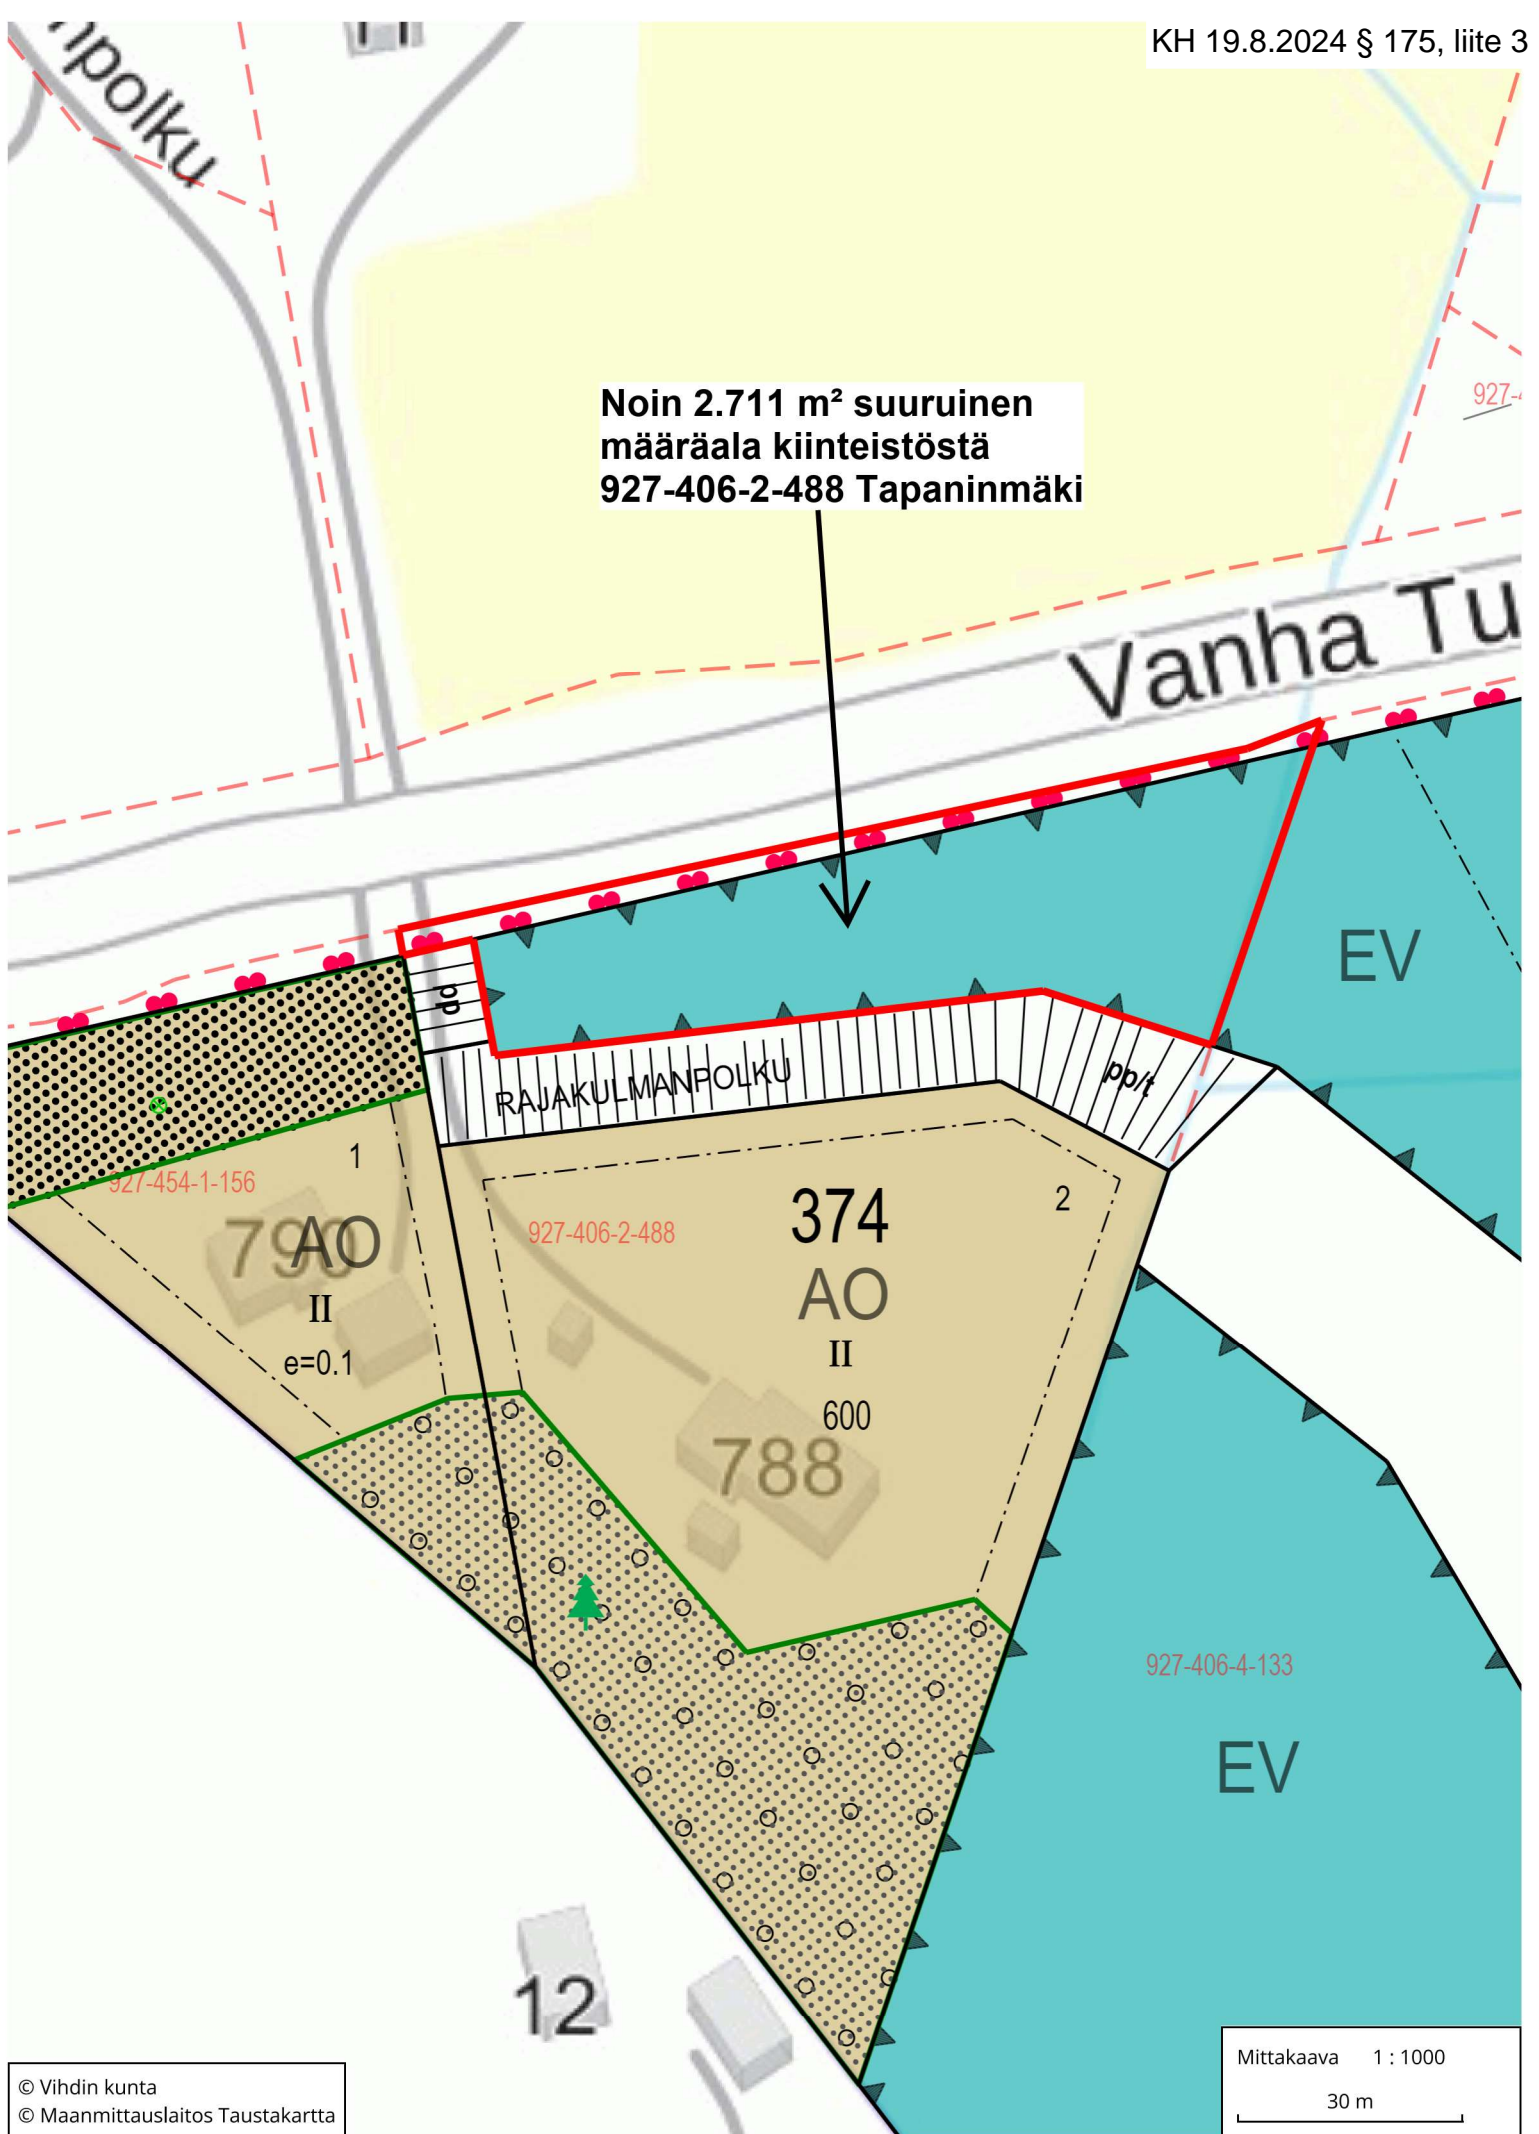 KH 19.8.2024 § 175, liite 3
Noin 2.711 m² suuruinen
määräala kiinteistöstä
927-406-2-488 Tapaninmäki
Vanha Tu
pp
RAJAKULMANPOLKU
pp/t
EV
1
927-454-1-156
790
AO
II
e=0.1
927-406-2-488
374
2
AO
II
600
788
927-406-4-133
EV
12
© Vihdin kunta
© Maanmittauslaitos Taustakartta
Mittakaava 1 : 1000
30 m